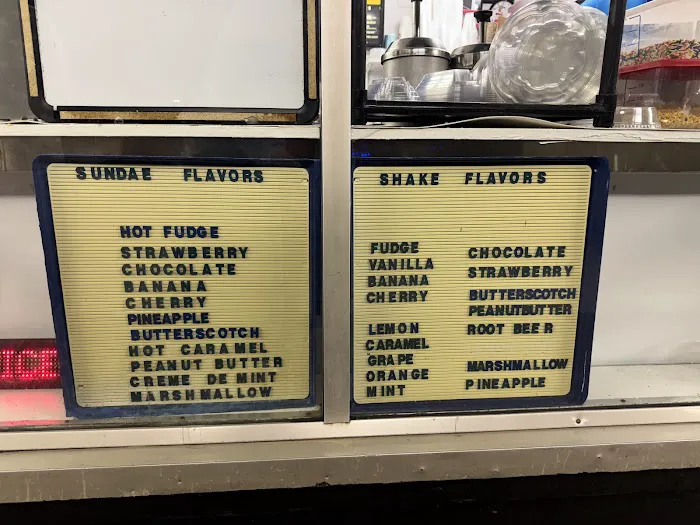 SUNDAE FLAVORS
HOT FUDGE
STRAWBERRY
CHOCOLATE
BANANA
CHERRY
PINEAPPLE
BUTTERSCOTCH
HOT CARAMEL
PEANUT BUTTER
CREME DE MINT
MARSHMALLOW
SHAKE FLAVORS
FUDGE
VANILLA
BANANA
CHERRY
LEMON
CARAMEL
GRAPE
ORANGE
MINT
CHOCOLATE
STRAWBERRY
BUTTERSCOTCH
PEANUTBUTTER
ROOT BEER
MARSHMALLOW
PINEAPPLE